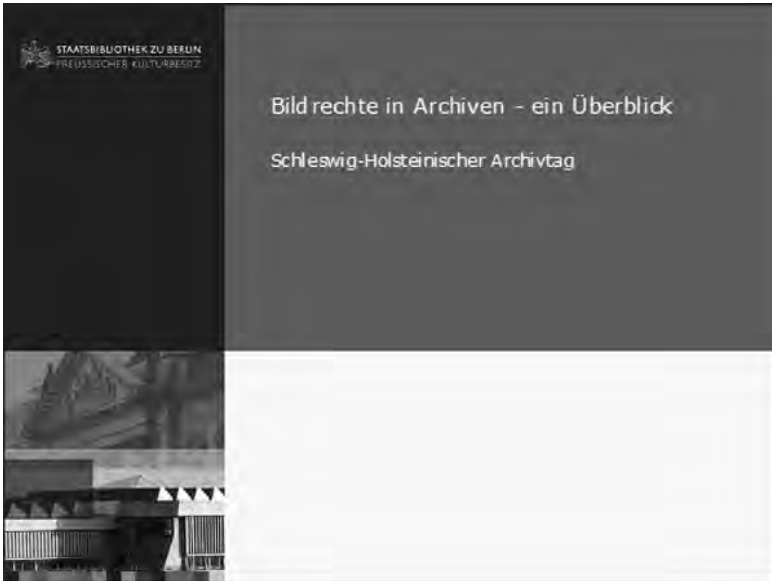 STAATSBIBLIOTHEK ZU BERLIN
PREUSSISCHER KULTURBESITZ
Bildrechte in Archiven – ein Überblick
Schleswig-Holsteinischer Archivtag